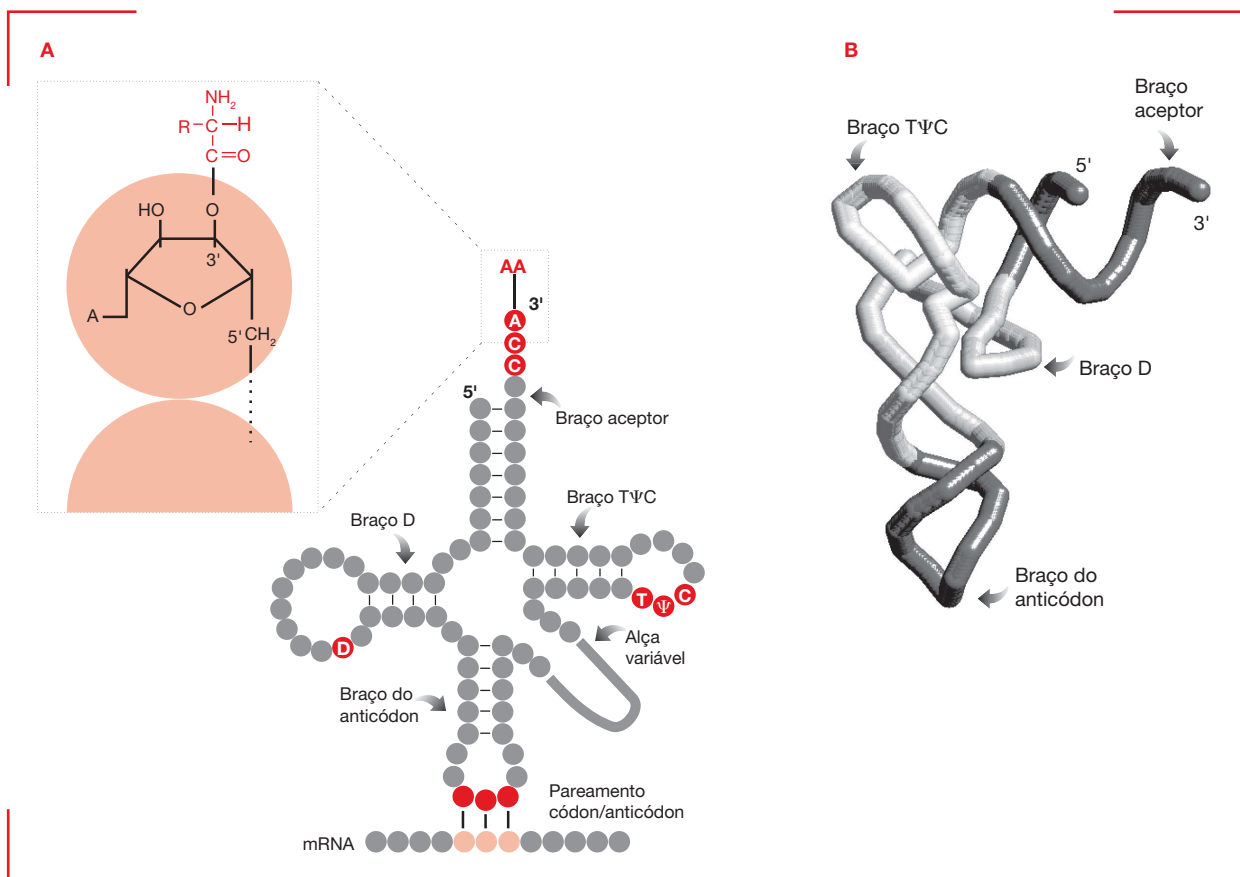 A
NH2
R–C–H
C=O
HO
O
3'
O
A
5'CH2
AA
3'
A
C
C
5'
Braço aceptor
Braço TΨC
Braço D
T Ψ C
D
Alça
variável
Braço do
anticódon
Pareamento
códon/anticódon
mRNA
B
Braço
aceptor
Braço TΨC
5'
3'
Braço D
Braço do
anticódon